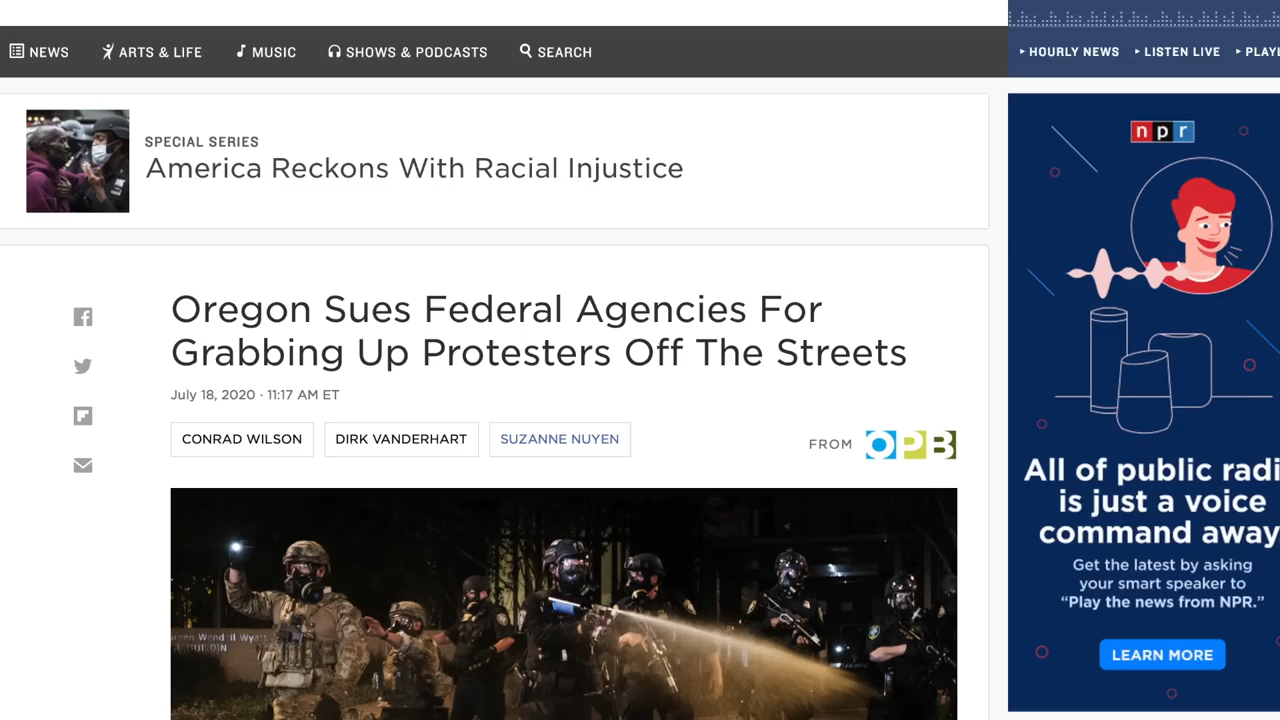 NEWS
ARTS & LIFE
MUSIC
SHOWS & PODCASTS
SEARCH
HOURLY NEWS
LISTEN LIVE
SPECIAL SERIES
America Reckons With Racial Injustice
Oregon Sues Federal Agencies For
Grabbing Up Protesters Off The Streets
July 18, 2020 · 11:17 AM ET
CONRAD WILSON
DIRK VANDERHART
SUZANNE NUYEN
FROM OPB
npr
All of public radi
is just a voice
command away
Get the latest by asking
your smart speaker to
“Play the news from NPR.”
LEARN MORE